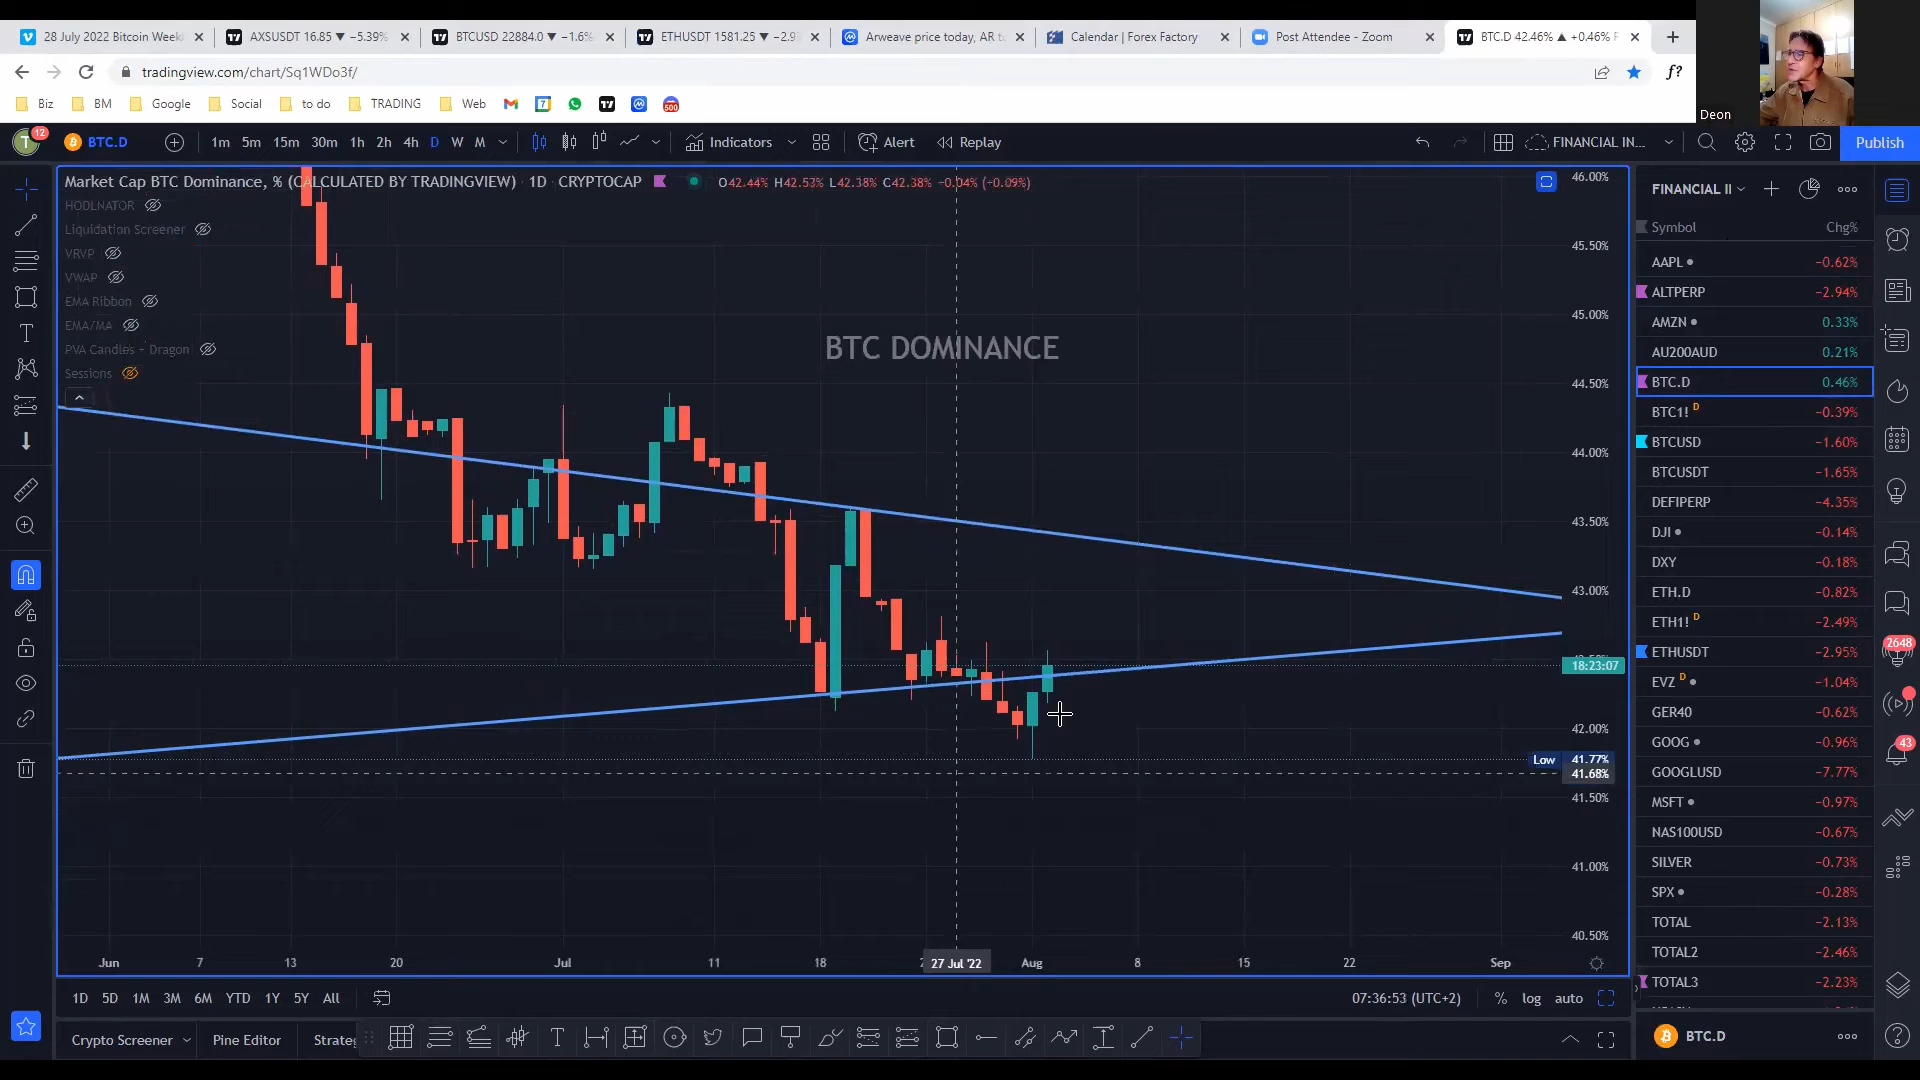 28 July 2022 Bitcoin Week
AXSUSDT 16.85 ▼ −5.39%
BTCUSD 22884.0 ▼ −1.6%
ETHUSDT 1581.25 ▼ −2.9
Arweave price today, AR to
Calendar | Forex Factory
Post Attendee - Zoom
BTC.D 42.46% ▲ +0.46%
tradingview.com/chart/Sq1WDo3f/
f?
Biz BM Google Social to do TRADING Web
Deon
12
BTC.D 1m 5m 15m 30m 1h 2h 4h D W M Indicators Alert Replay FINANCIAL IN... Publish
Market Cap BTC Dominance, % (CALCULATED BY TRADINGVIEW) · 1D · CRYPTOCAP O42.44% H42.53% L42.38% C42.38% −0.04% (−0.09%)
HODLNATOR
Liquidation Screener
VRVP
VWAP
EMA Ribbon
EMA/MA
PVA Candles - Dragon
Sessions
BTC DOMINANCE
46.00%
45.50%
45.00%
44.50%
44.00%
43.50%
43.00%
18:23:07
42.00%
Low 41.77%
41.68%
41.50%
41.00%
40.50%
Jun 7 13 20 Jul 11 18 27 Jul '22 Aug 8 15 22 Sep
1D 5D 1M 3M 6M YTD 1Y 5Y All 07:36:53 (UTC+2) % log auto
Crypto Screener Pine Editor Strate
FINANCIAL II
Symbol Chg%
AAPL −0.62%
ALTPERP −2.94%
AMZN 0.33%
AU200AUD 0.21%
BTC.D 0.46%
BTC1! D −0.39%
BTCUSD −1.60%
BTCUSDT −1.65%
DEFIPERP −4.35%
DJI −0.14%
DXY −0.18%
ETH.D −0.82%
ETH1! D −2.49%
ETHUSDT −2.95%
EVZ D −1.04%
GER40 −0.62%
GOOG −0.96%
GOOGLUSD −7.77%
MSFT −0.97%
NAS100USD −0.67%
SILVER −0.73%
SPX −0.28%
TOTAL −2.13%
TOTAL2 −2.46%
TOTAL3 −2.23%
BTC.D
2648
43